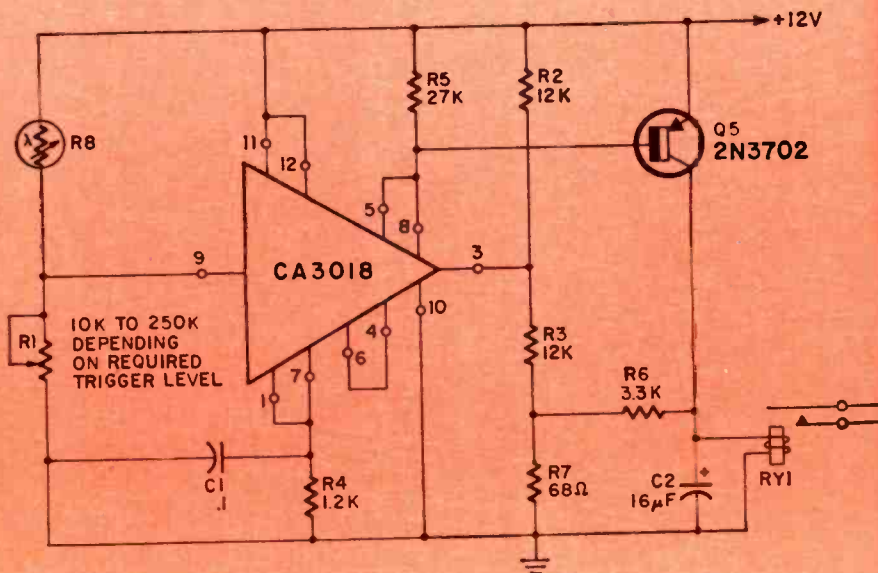 +12V
R5
27K
R2
12K
R8
λ
11
12
Q5
2N3702
5
8
9
CA3018
3
10
R1
10K TO 250K
DEPENDING
ON REQUIRED
TRIGGER LEVEL
4
6
7
1
R3
12K
R6
3.3K
C1
.1
R4
1.2K
R7
68Ω
C2
16μF
+
RY1